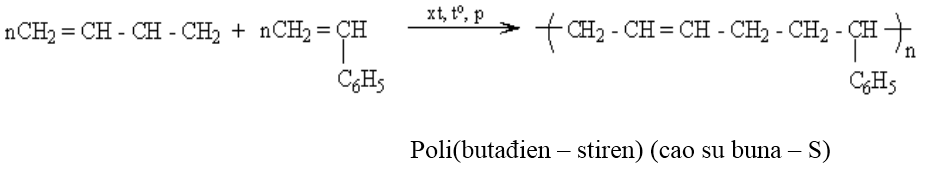 nCH₂ = CH - CH - CH₂ + nCH₂ = CH xt, tº, p ( CH₂ - CH = CH - CH₂ - CH₂ - CH )n
C₆H₅ C₆H₅
Poli(butađien – stiren) (cao su buna – S)